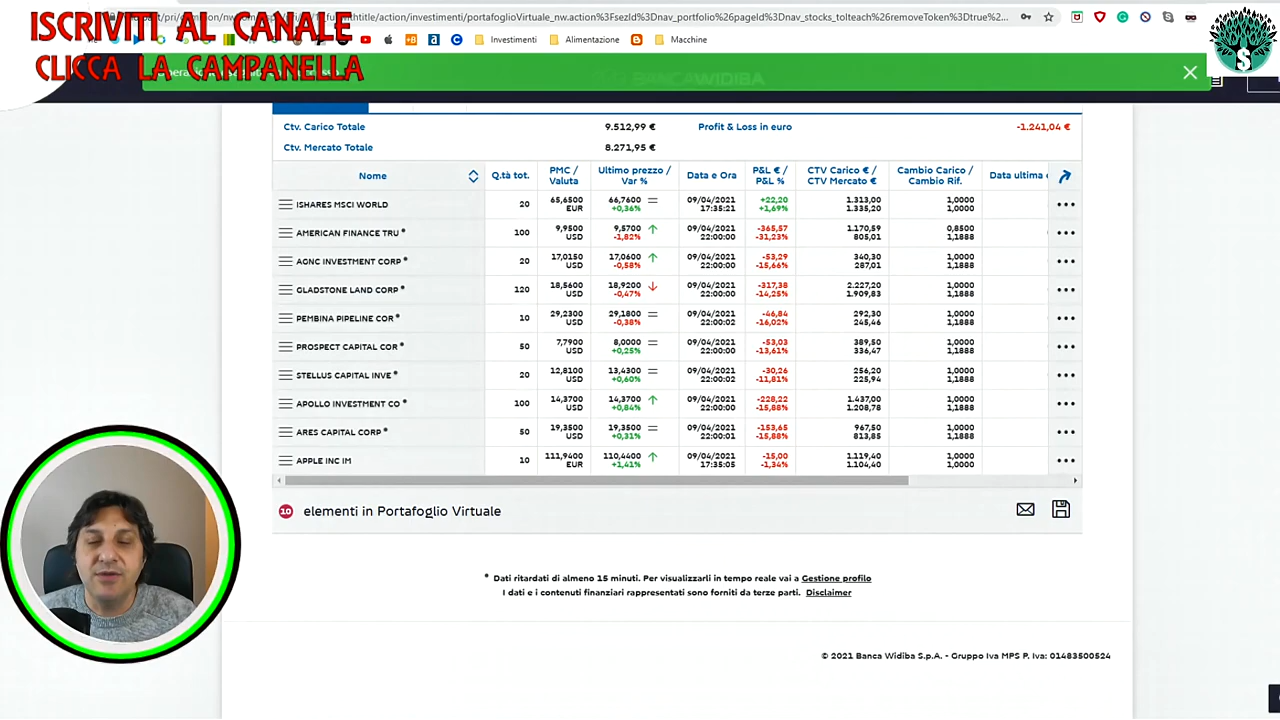 ISCRIVITI AL CANALE
CLICCA LA CAMPANELLA
title/action/investimenti/portafoglioVirtuale_nw.action%3FsezId%3Dnav_portfolio%26pageId%3Dnav_stocks_tolteach%26removeToken%3Dtrue%2...
Investimenti
Alimentazione
Macchine
BANCAWIDIBA
Ctv. Carico Totale 9.512,99 € Profit & Loss in euro -1.241,04 €
Ctv. Mercato Totale 8.271,95 €
Nome Q.tà tot. PMC / Valuta Ultimo prezzo / Var % Data e Ora P&L € / P&L % CTV Carico € / CTV Mercato € Cambio Carico / Cambio Rif. Data ultima
ISHARES MSCI WORLD 20 65,6500 EUR 66,7600 +0,36% = 09/04/2021 17:35:21 +22,20 +1,69% 1.313,00 1.335,20 1,0000 1,0000
AMERICAN FINANCE TRU * 100 9,9500 USD 9,5700 -1,82% ↑ 09/04/2021 22:00:00 -365,57 -31,23% 1.170,59 805,01 0,8500 1,1888
AGNC INVESTMENT CORP * 20 17,0150 USD 17,0600 -0,58% ↑ 09/04/2021 22:00:00 -53,29 -15,66% 340,30 287,01 1,0000 1,1888
GLADSTONE LAND CORP * 120 18,5600 USD 18,9200 -0,47% ↓ 09/04/2021 22:00:00 -317,38 -14,25% 2.227,20 1.909,83 1,0000 1,1888
PEMBINA PIPELINE COR * 10 29,2300 USD 29,1800 -0,38% = 09/04/2021 22:00:02 -46,84 -16,02% 292,30 245,46 1,0000 1,1888
PROSPECT CAPITAL COR * 50 7,7900 USD 8,0000 +0,25% = 09/04/2021 22:00:00 -53,03 -13,61% 389,50 336,47 1,0000 1,1888
STELLUS CAPITAL INVE * 20 12,8100 USD 13,4300 +0,60% = 09/04/2021 22:00:02 -30,26 -11,81% 256,20 225,94 1,0000 1,1888
APOLLO INVESTMENT CO * 100 14,3700 USD 14,3700 +0,84% ↑ 09/04/2021 22:00:00 -228,22 -15,88% 1.437,00 1.208,78 1,0000 1,1888
ARES CAPITAL CORP * 50 19,3500 USD 19,3500 +0,31% = 09/04/2021 22:00:01 -153,65 -15,88% 967,50 813,85 1,0000 1,1888
APPLE INC IM 10 111,9400 EUR 110,4400 +1,41% ↑ 09/04/2021 17:35:05 -15,00 -1,34% 1.119,40 1.104,40 1,0000 1,0000
10 elementi in Portafoglio Virtuale
* Dati ritardati di almeno 15 minuti. Per visualizzarli in tempo reale vai a Gestione profilo
I dati e i contenuti finanziari rappresentati sono forniti da terze parti. Disclaimer
© 2021 Banca Widiba S.p.A. - Gruppo Iva MPS P. Iva: 01483500524